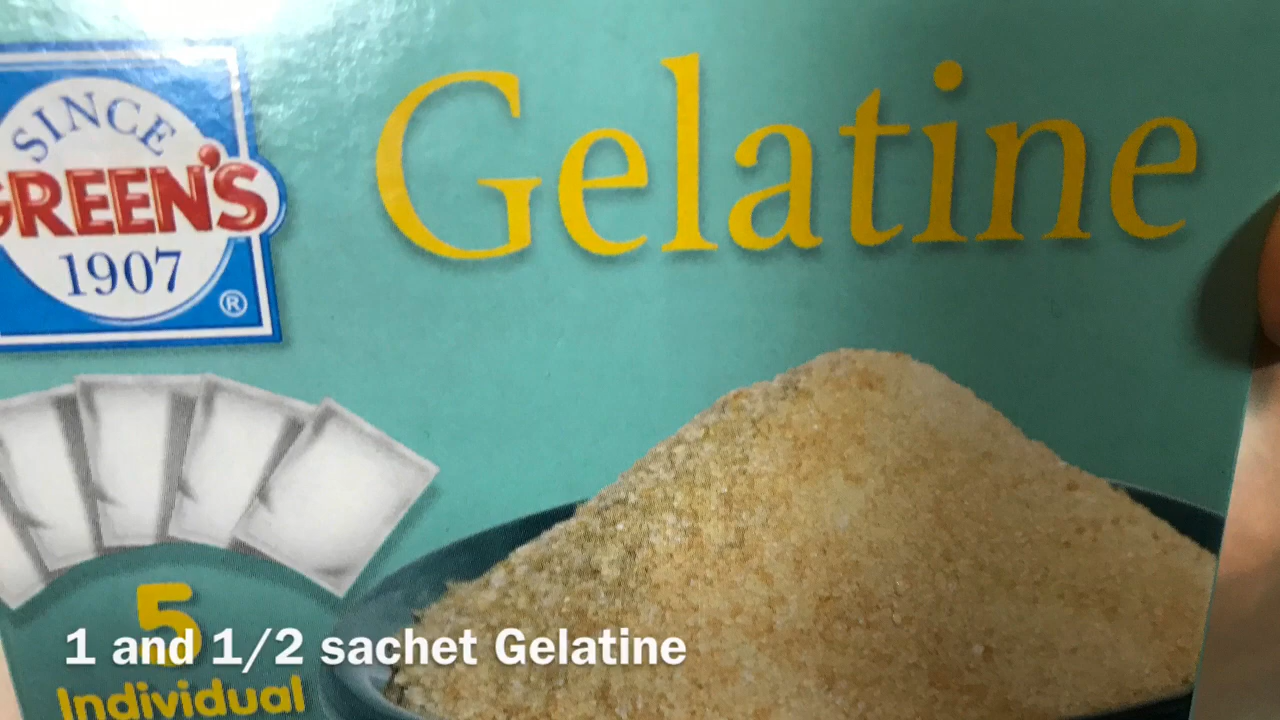 SINCE
GREEN'S
1907
®
Gelatine
5
1 and 1/2 sachet Gelatine
Individual